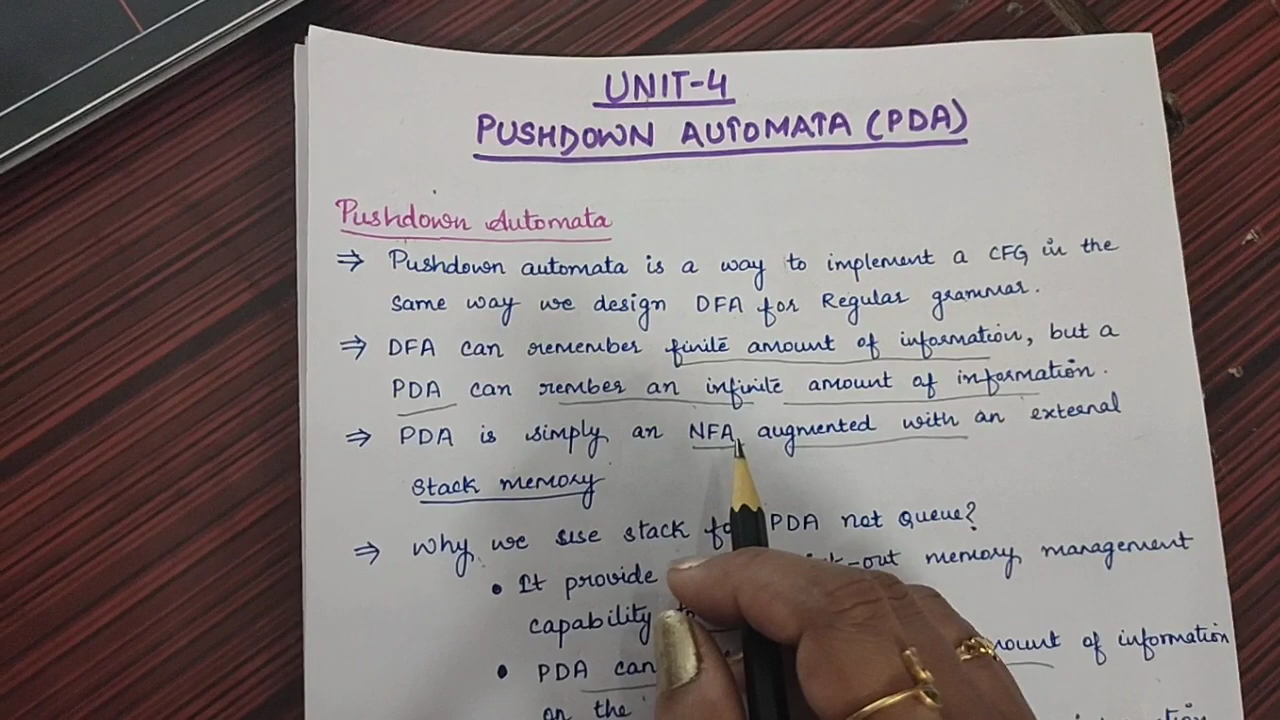 UNIT-4
PUSHDOWN AUTOMATA (PDA)
Pushdown Automata
⇒ Pushdown automata is a way to implement a CFG in the
same way we design DFA for Regular grammar.
⇒ DFA can remember finite amount of information, but a
PDA can rember an infinite amount of information.
⇒ PDA is simply an NFA augmented with an external
stack memory
⇒ Why we use stack PDA not Queue?
• It provide -out memory management
capability
• PDA can of information
on the